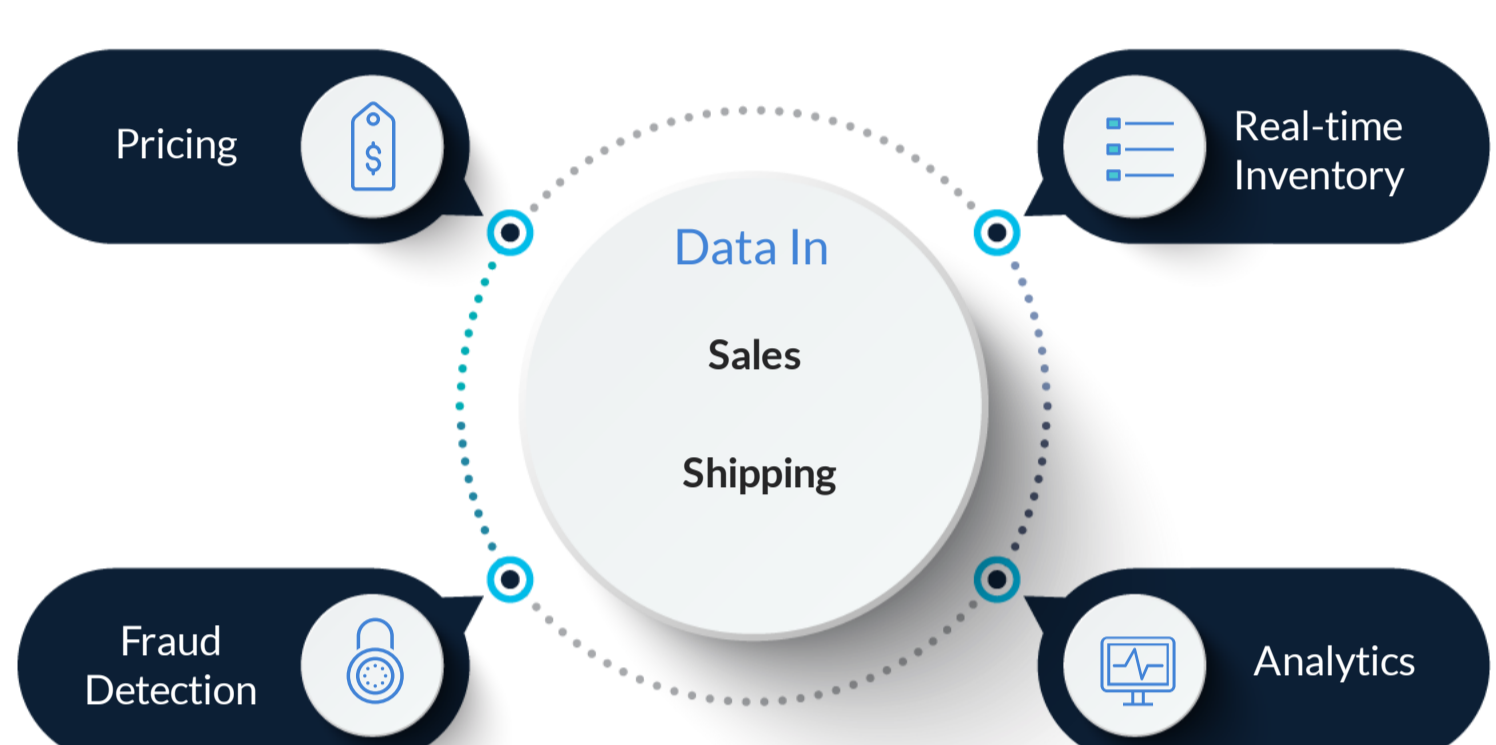 Pricing
Real-time
Inventory
Data In
Sales
Shipping
Fraud
Detection
Analytics